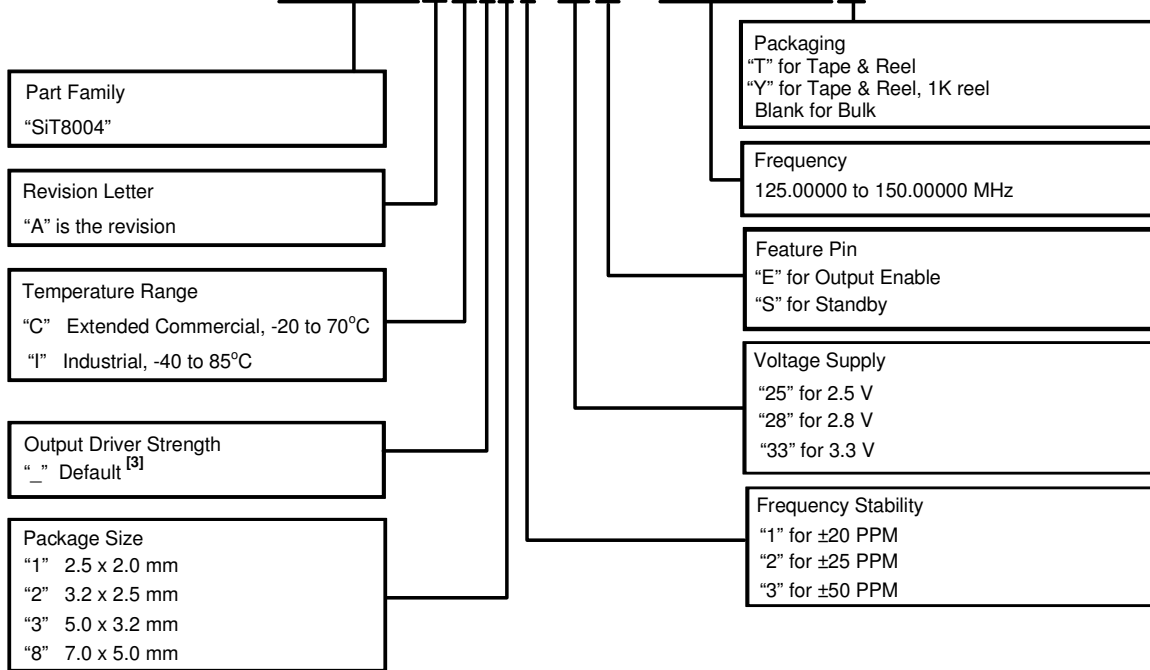 Part Family
“SiT8004”
Revision Letter
“A” is the revision
Temperature Range
“C” Extended Commercial, -20 to 70°C
“I” Industrial, -40 to 85°C
Output Driver Strength
“_” Default [3]
Package Size
“1” 2.5 x 2.0 mm
“2” 3.2 x 2.5 mm
“3” 5.0 x 3.2 mm
“8” 7.0 x 5.0 mm
Packaging
“T” for Tape & Reel
“Y” for Tape & Reel, 1K reel
Blank for Bulk
Frequency
125.00000 to 150.00000 MHz
Feature Pin
“E” for Output Enable
“S” for Standby
Voltage Supply
“25” for 2.5 V
“28” for 2.8 V
“33” for 3.3 V
Frequency Stability
“1” for ±20 PPM
“2” for ±25 PPM
“3” for ±50 PPM